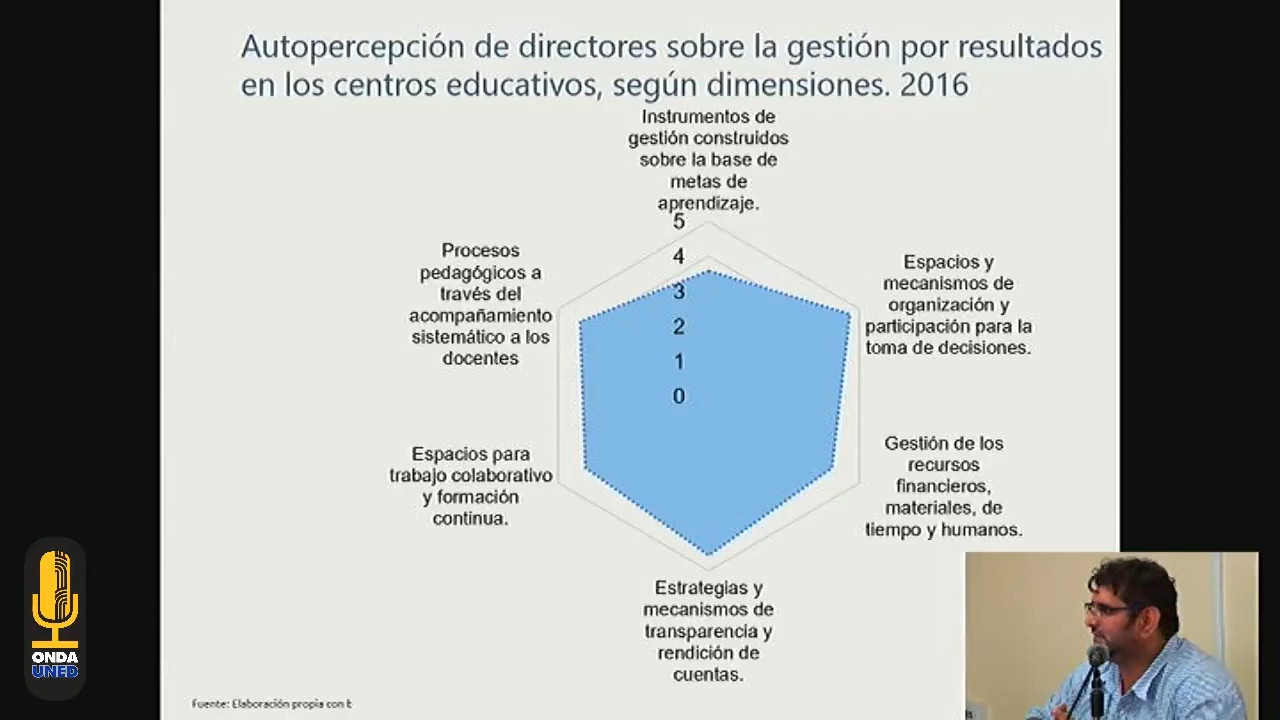 Autopercepción de directores sobre la gestión por resultados
en los centros educativos, según dimensiones. 2016
Instrumentos de
gestión construidos
sobre la base de
metas de
aprendizaje.
5
4
3
2
1
0
Espacios y
mecanismos de
organización y
participación para la
toma de decisiones.
Gestión de los
recursos
financieros,
materiales, de
tiempo y humanos.
Estrategias y
mecanismos de
transparencia y
rendición de
cuentas.
Espacios para
trabajo colaborativo
y formación
continua.
Procesos
pedagógicos a
través del
acompañamiento
sistemático a los
docentes
Fuente: Elaboración propia con
ONDA
UNED